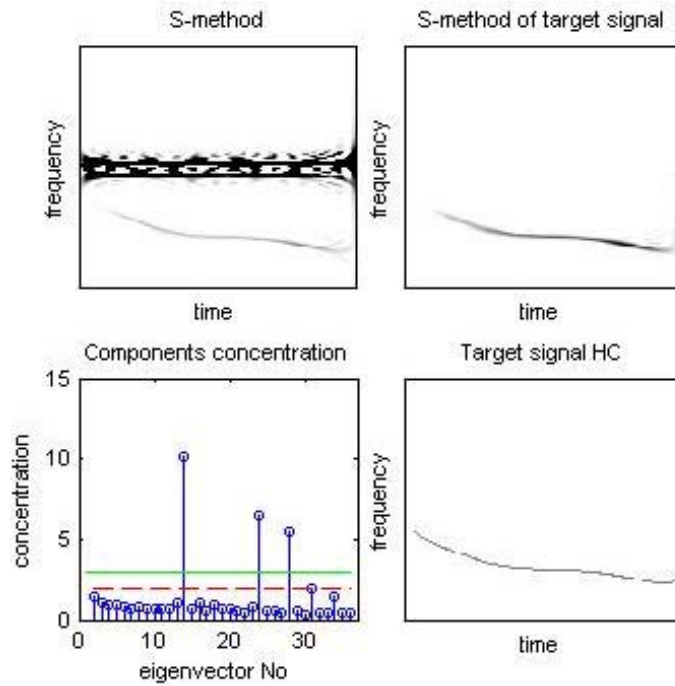 S-method
S-method of target signal
frequency
frequency
time
time
Components concentration
Target signal HC
15
10
5
0
concentration
frequency
0
10
20
30
eigenvector No
time